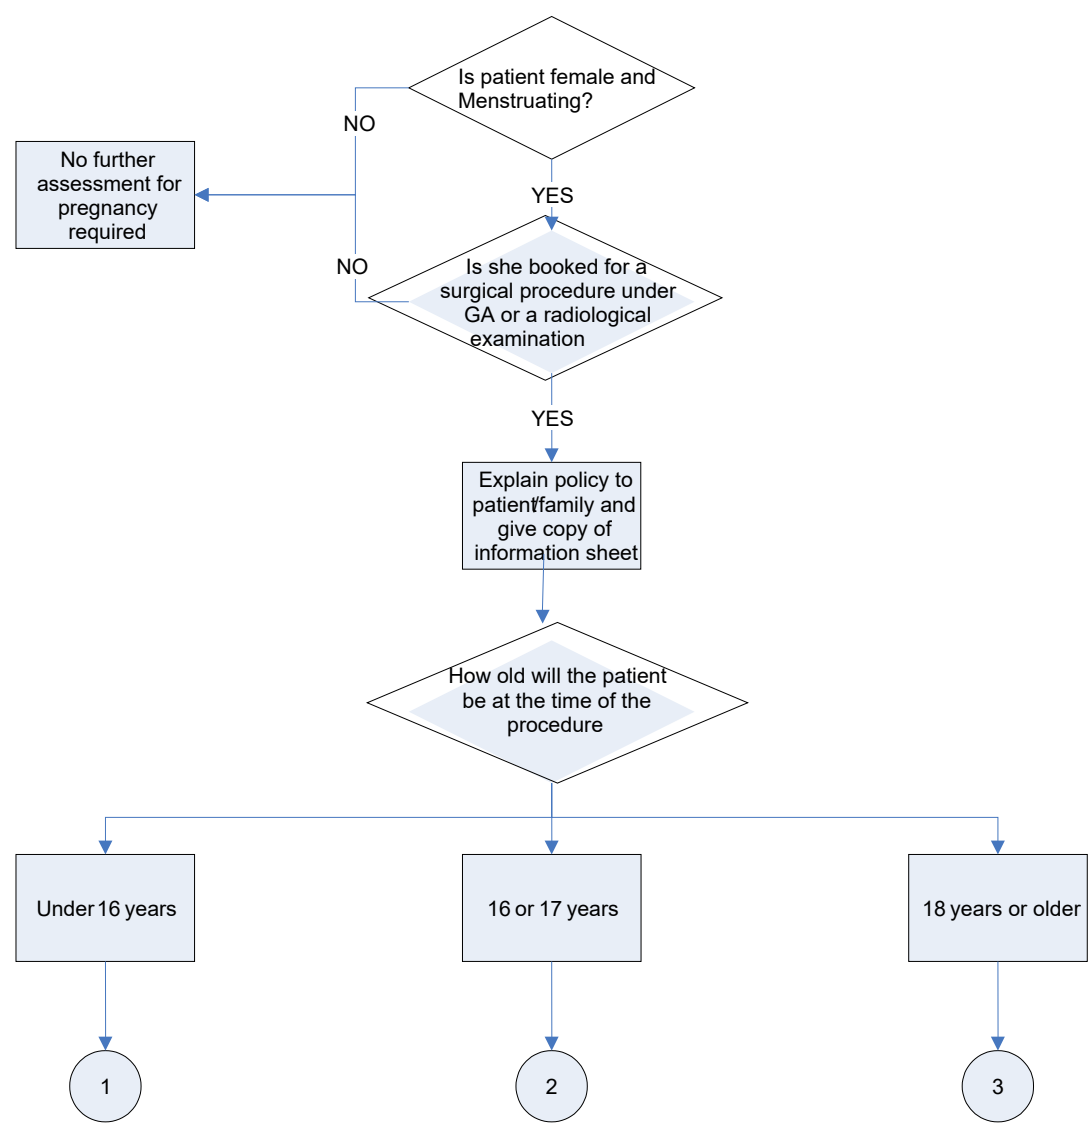 Is patient female and
Menstruating?
NO
No further
assessment for
pregnancy
required
YES
NO
Is she booked for a
surgical procedure under
GA or a radiological
examination
YES
Explain policy to
patient/family and
give copy of
information sheet
How old will the patient
be at the time of the
procedure
Under 16 years
16 or 17 years
18 years or older
1
2
3